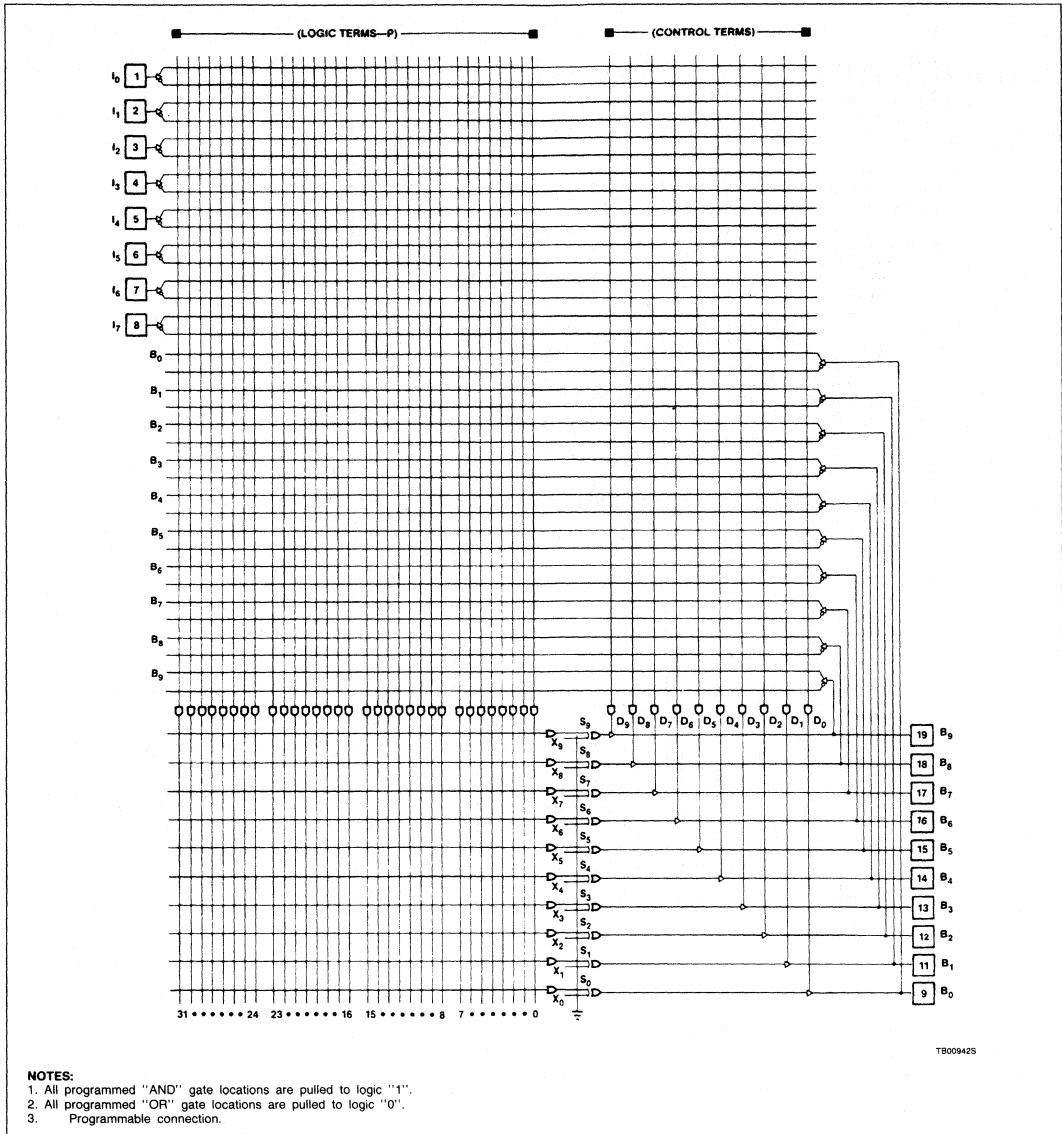 (LOGIC TERMS—P)
(CONTROL TERMS)
I0 1
I1 2
I2 3
I3 4
I4 5
I5 6
I6 7
I7 8
B0
B1
B2
B3
B4
B5
B6
B7
B8
B9
D9 D8 D7 D6 D5 D4 D3 D2 D1 D0
S9
X9
19 B9
S8
X8
18 B8
S7
X7
17 B7
S6
X6
16 B6
S5
X5
15 B5
S4
X4
14 B4
S3
X3
13 B3
S2
X2
12 B2
S1
X1
11 B1
S0
X0
9 B0
31 • • • • • • 24 23 • • • • • • 16 15 • • • • • • 8 7 • • • • • • 0
TB00942S
NOTES:
1. All programmed "AND" gate locations are pulled to logic "1".
2. All programmed "OR" gate locations are pulled to logic "0".
3. Programmable connection.